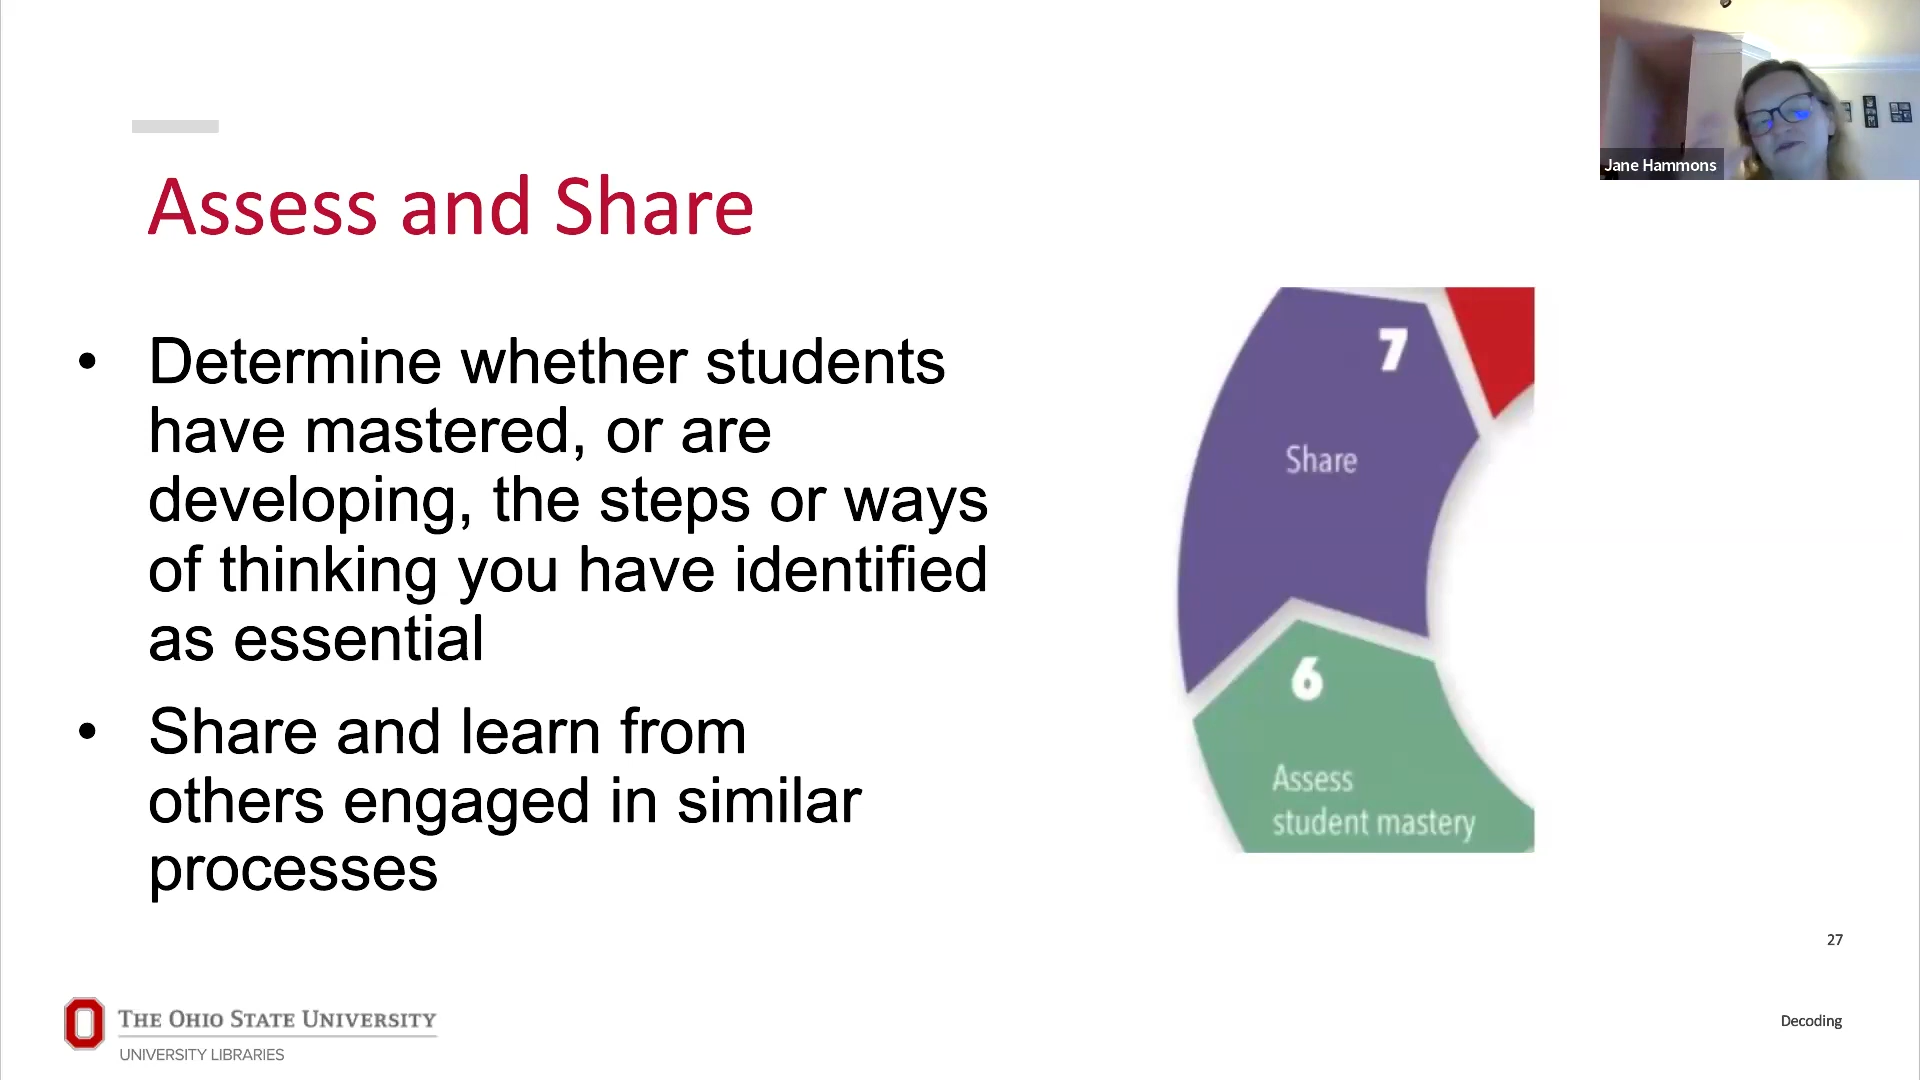 Jane Hammons
Assess and Share
• Determine whether students
have mastered, or are
developing, the steps or ways
of thinking you have identified
as essential
• Share and learn from
others engaged in similar
processes
7
Share
6
Assess
student mastery
27
THE OHIO STATE UNIVERSITY
UNIVERSITY LIBRARIES
Decoding